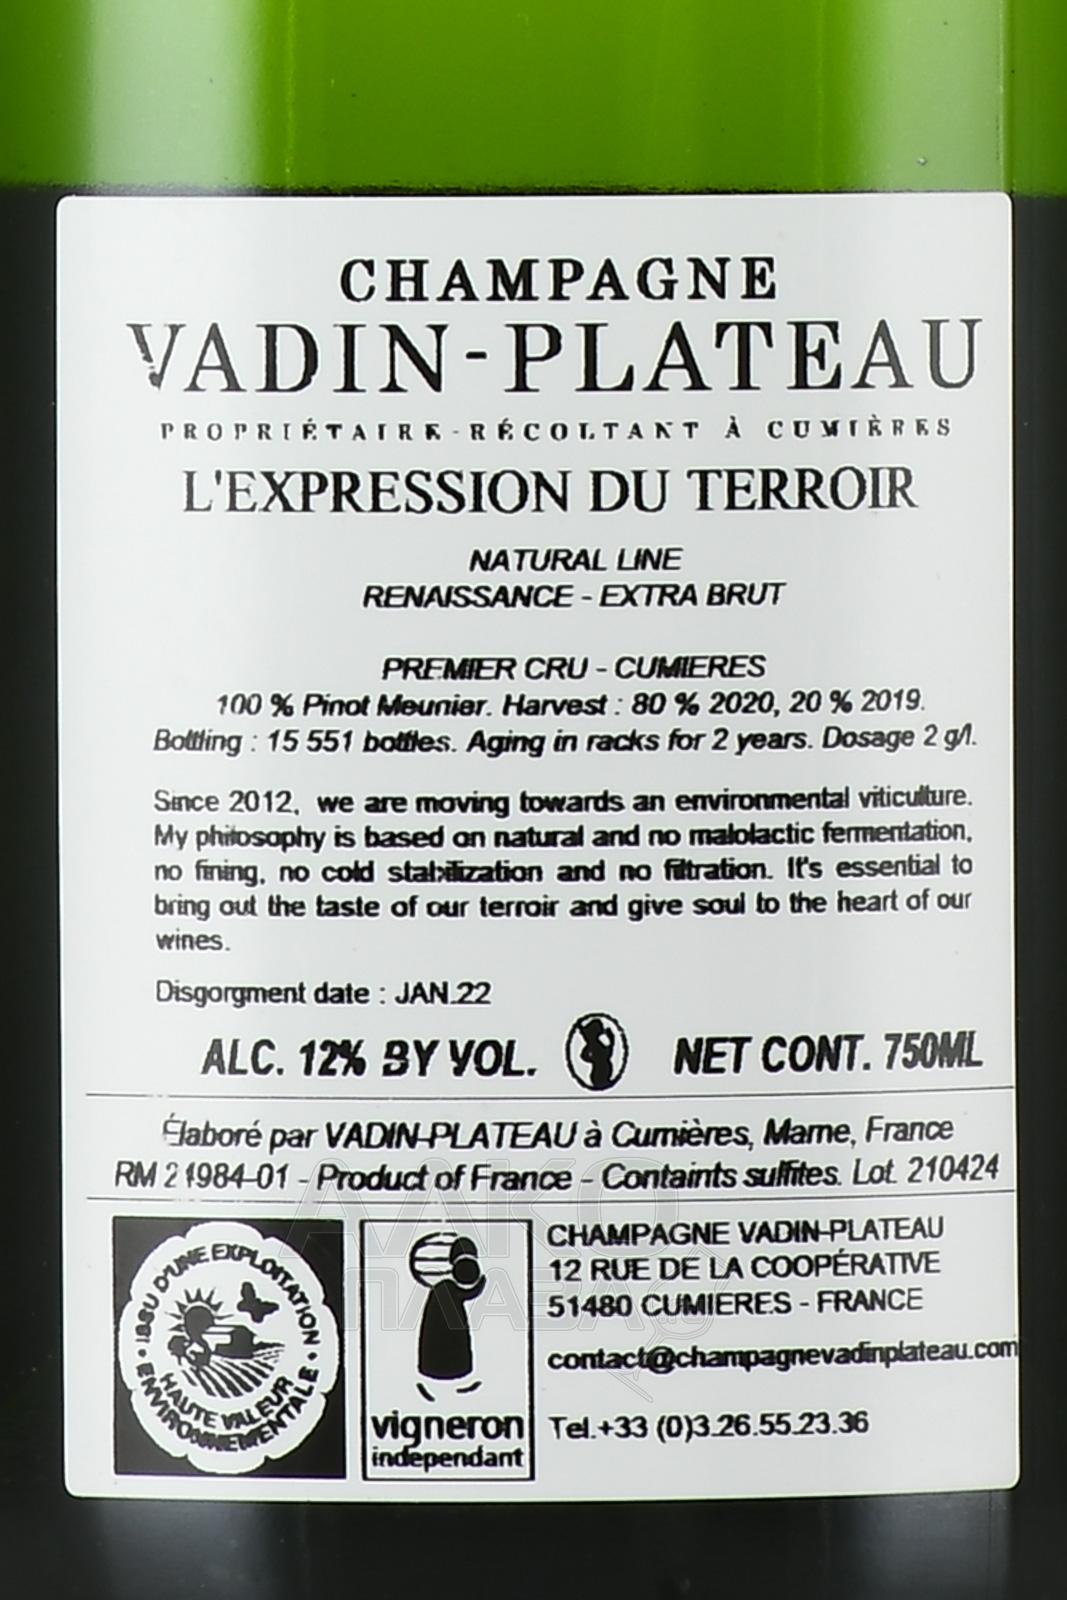 CHAMPAGNE
VADIN-PLATEAU
PROPRIÉTAIRE-RÉCOLTANT À CUMIÈRES
L'EXPRESSION DU TERROIR
NATURAL LINE
RENAISSANCE - EXTRA BRUT
PREMIER CRU - CUMIERES
100 % Pinot Meunier. Harvest : 80 % 2020, 20 % 2019.
Bottling : 15 551 bottles. Aging in racks for 2 years. Dosage 2 g/l.
Since 2012, we are moving towards an environmental viticulture.
My philosophy is based on natural and no malolactic fermentation,
no fining, no cold stabilization and no filtration. It's essential to
bring out the taste of our terroir and give soul to the heart of our
wines.
Disgorgment date : JAN.22
ALC. 12% BY VOL. NET CONT. 750ML
Élaboré par VADIN-PLATEAU à Cumières, Marne, France
RM 21984-01 - Product of France - Containts sulfites. Lot. 210424
ISSU D'UNE EXPLOITATION
HAUTE VALEUR
ENVIRONNEMENTALE
vigneron
indépendant
CHAMPAGNE VADIN-PLATEAU
12 RUE DE LA COOPÉRATIVE
51480 CUMIERES - FRANCE
contact@champagnevadinplateau.com
Tel.+33 (0)3.26.55.23.36